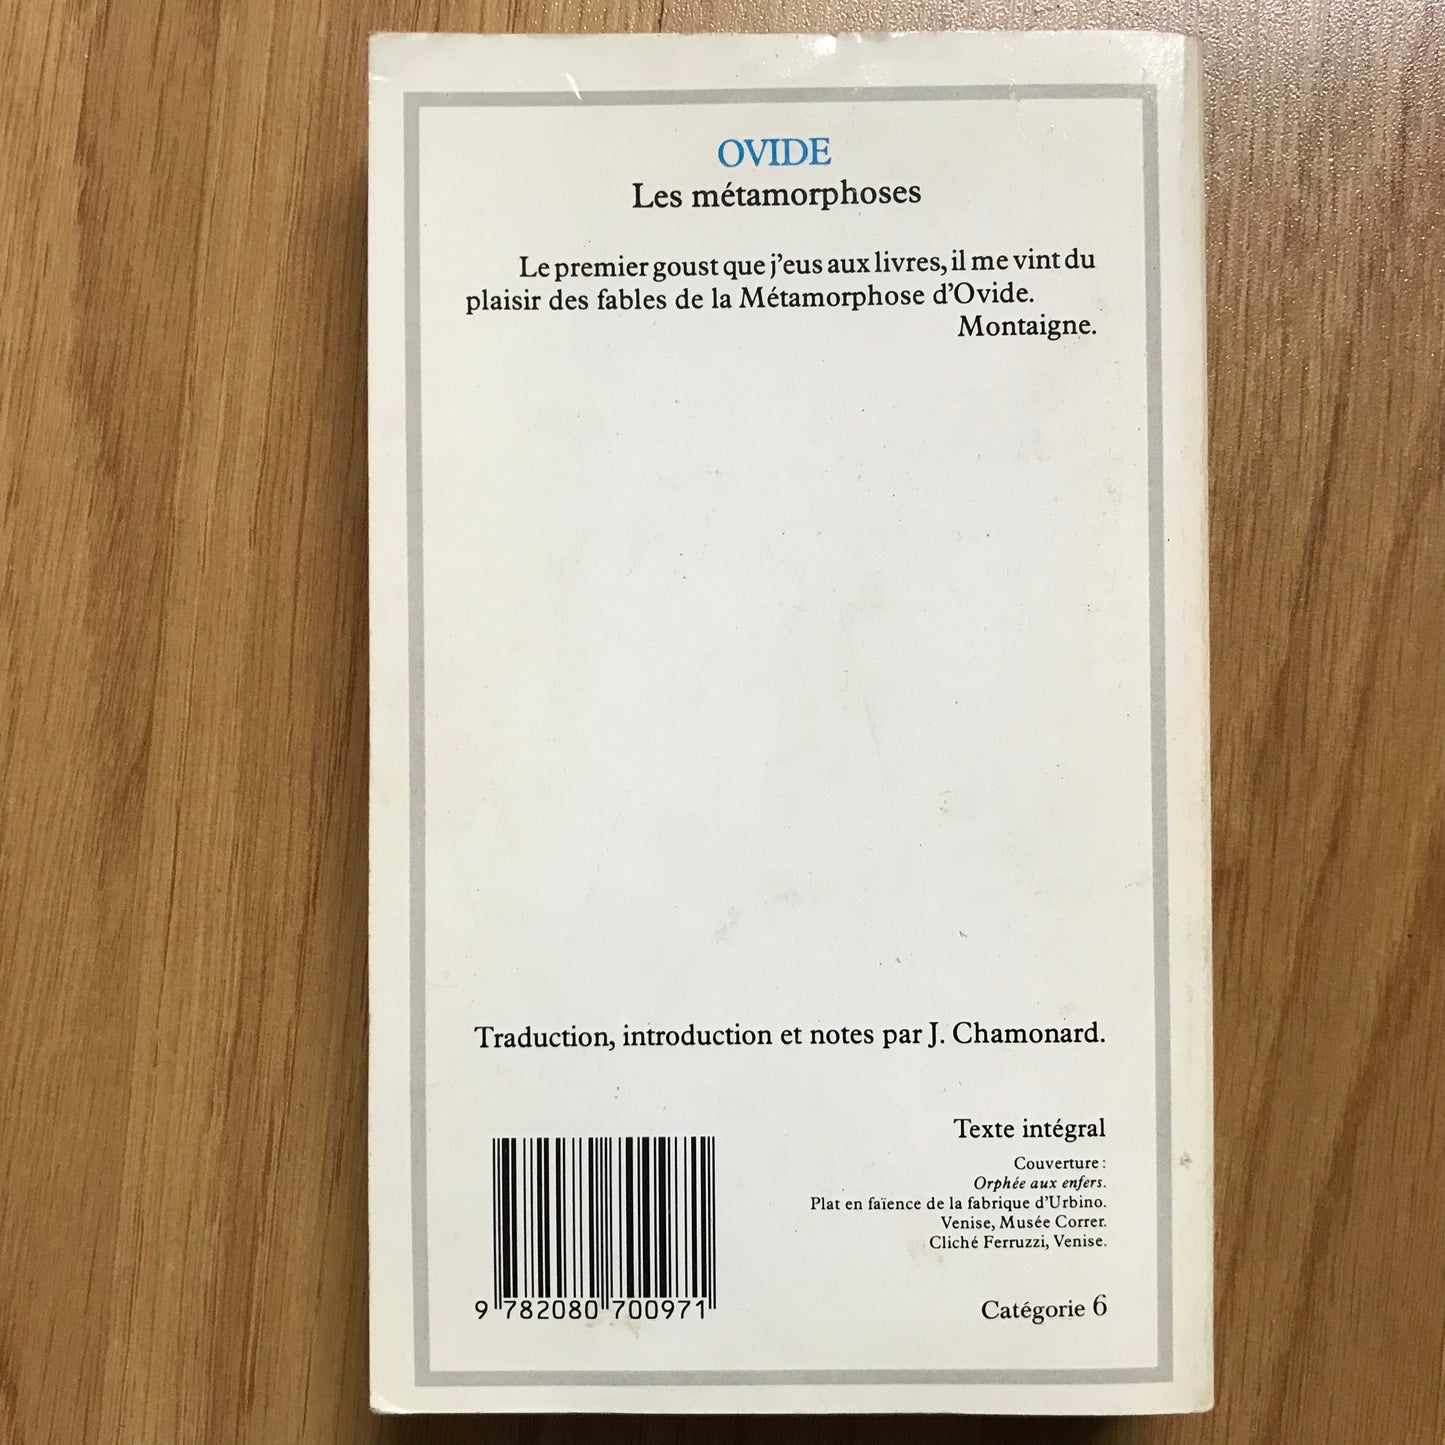 OVIDE
Les métamorphoses
Le premier goust que j'eus aux livres, il me vint du
plaisir des fables de la Métamorphose d'Ovide.
Montaigne.
Traduction, introduction et notes par J. Chamonard.
Texte intégral
Couverture :
Orphée aux enfers.
Plat en faïence de la fabrique d'Urbino.
Venise, Musée Correr.
Cliché Ferruzzi, Venise.
9 782080 700971
Catégorie 6